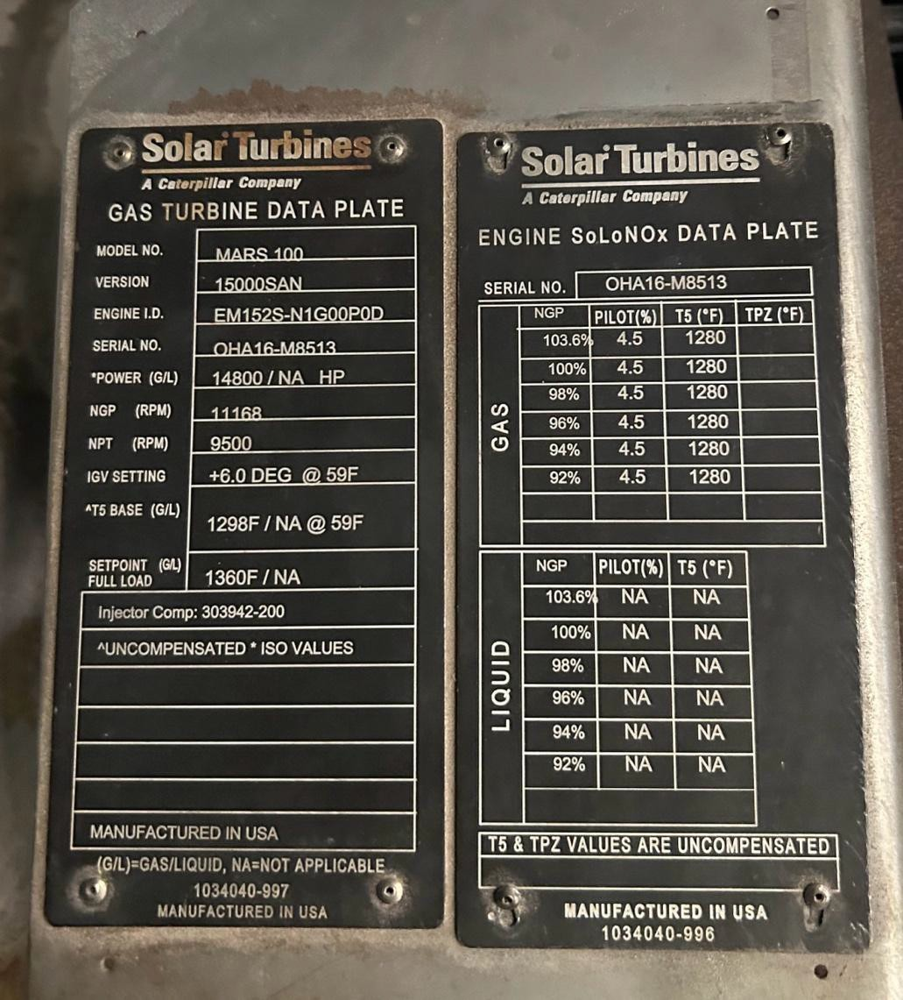 Solar Turbines
A Caterpillar Company
GAS TURBINE DATA PLATE
MODEL NO. MARS 100
VERSION 15000SAN
ENGINE I.D. EM152S-N1G00P0D
SERIAL NO. OHA16-M8513
*POWER (G/L) 14800 / NA HP
NGP (RPM) 11168
NPT (RPM) 9500
IGV SETTING +6.0 DEG @ 59F
^T5 BASE (G/L) 1298F / NA @ 59F
SETPOINT (G/L)
FULL LOAD 1360F / NA
Injector Comp: 303942-200
^UNCOMPENSATED * ISO VALUES
MANUFACTURED IN USA
(G/L)=GAS/LIQUID, NA=NOT APPLICABLE
1034040-997
MANUFACTURED IN USA
Solar Turbines
A Caterpillar Company
ENGINE SoLoNOx DATA PLATE
SERIAL NO. OHA16-M8513
GAS
NGP PILOT(%) T5 (°F) TPZ (°F)
103.6% 4.5 1280
100% 4.5 1280
98% 4.5 1280
96% 4.5 1280
94% 4.5 1280
92% 4.5 1280
LIQUID
NGP PILOT(%) T5 (°F)
103.6% NA NA
100% NA NA
98% NA NA
96% NA NA
94% NA NA
92% NA NA
T5 & TPZ VALUES ARE UNCOMPENSATED
MANUFACTURED IN USA
1034040-996